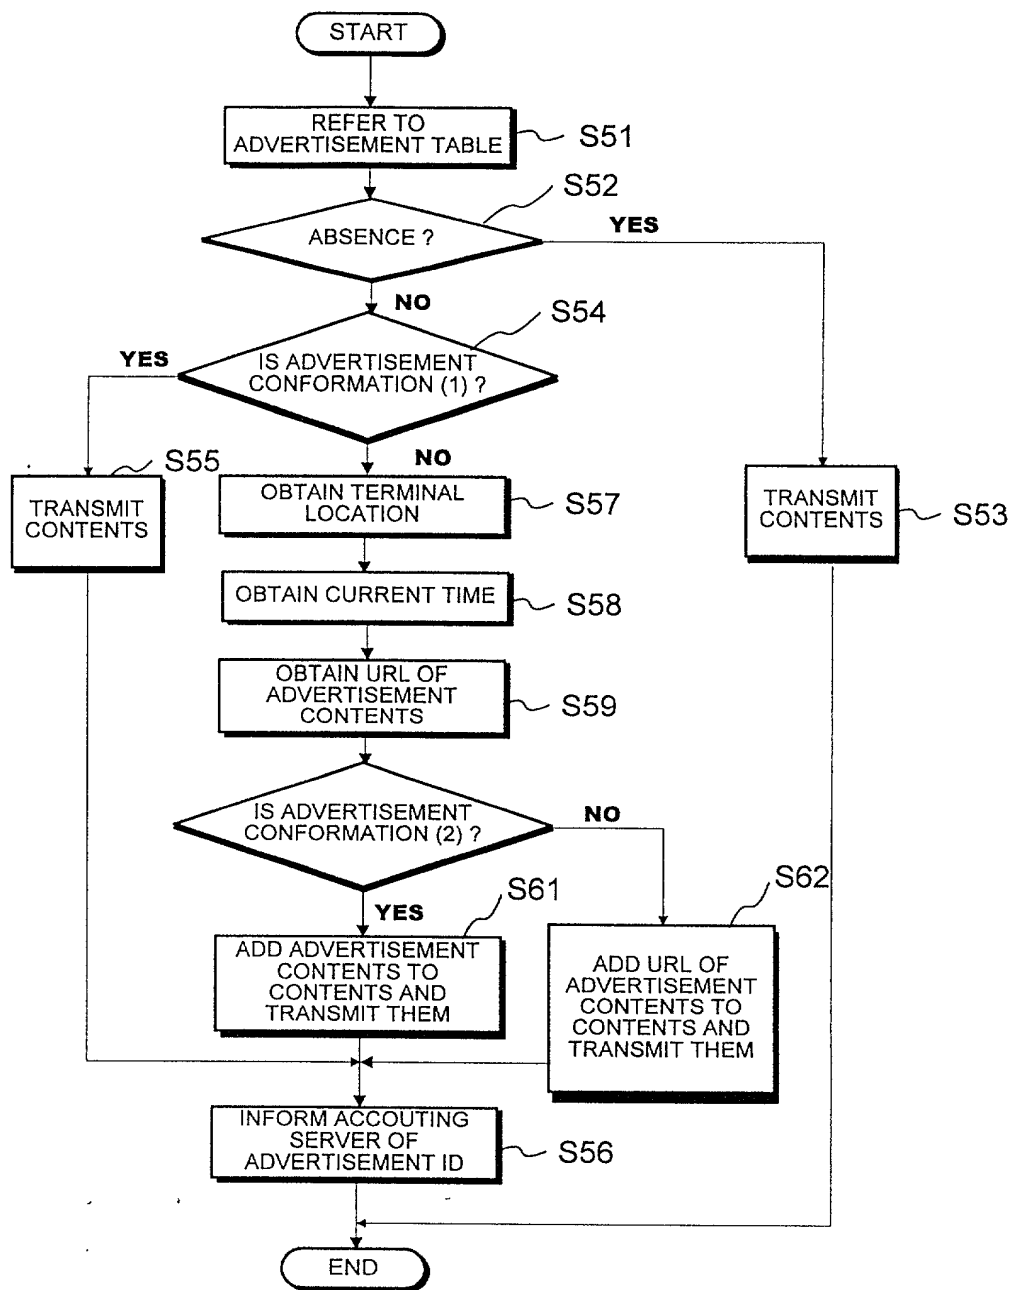 START
REFER TO
ADVERTISEMENT TABLE
S51
S52
ABSENCE ?
YES
NO
S54
YES
IS ADVERTISEMENT
CONFORMATION (1) ?
NO
S55
TRANSMIT
CONTENTS
OBTAIN TERMINAL
LOCATION
S57
TRANSMIT
CONTENTS
S53
OBTAIN CURRENT TIME
S58
OBTAIN URL OF
ADVERTISEMENT
CONTENTS
S59
IS ADVERTISEMENT
CONFORMATION (2) ?
NO
YES
S61
S62
ADD ADVERTISEMENT
CONTENTS TO
CONTENTS AND
TRANSMIT THEM
ADD URL OF
ADVERTISEMENT
CONTENTS TO
CONTENTS AND
TRANSMIT THEM
INFORM ACCOUTING
SERVER OF
ADVERTISEMENT ID
S56
END